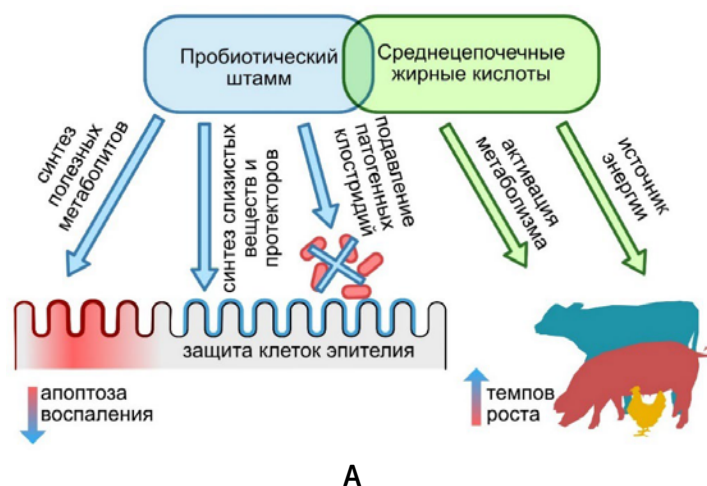 Пробиотический
штамм
Среднецепочечные
жирные кислоты
синтез
полезных
метаболитов
синтез слизистых
веществ и
протекторов
подавление
патогенных
клостридий
активация
метаболизма
источник
энергии
защита клеток эпителия
апоптоза
воспаления
темпов
роста
А